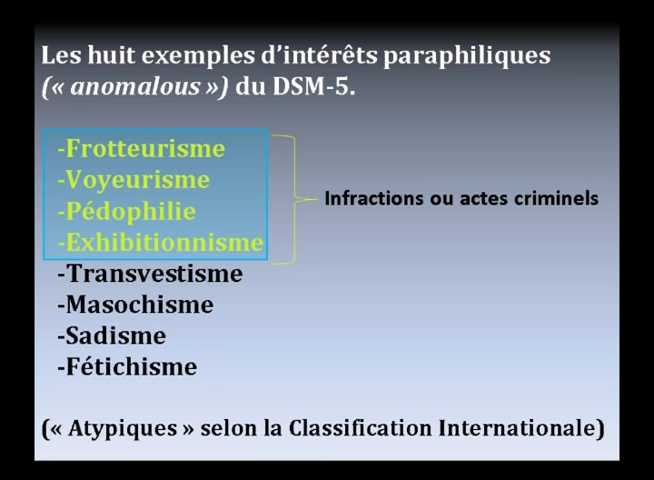 Les huit exemples d’intérêts paraphiliques
(« anomalous ») du DSM-5.
-Frotteurisme
-Voyeurisme
-Pédophilie
-Exhibitionnisme
Infractions ou actes criminels
-Transvestisme
-Masochisme
-Sadisme
-Fétichisme
(« Atypiques » selon la Classification Internationale)